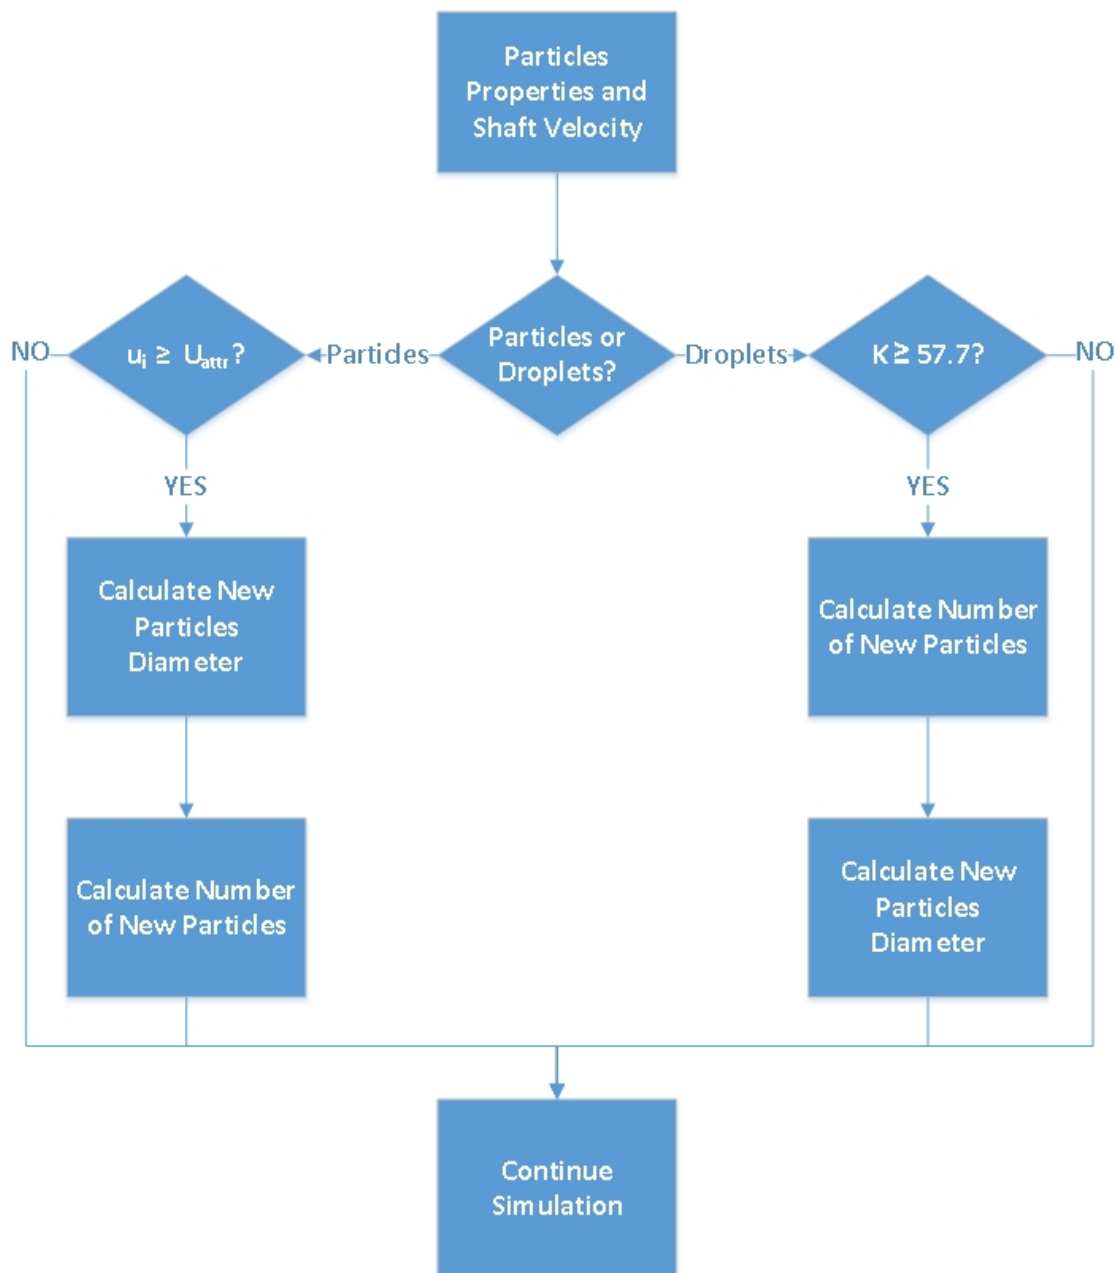 Particles
Properties and
Shaft Velocity
NO
uᵢ ≥ Uₐₜₜᵣ?
Particles
Particles or
Droplets?
Droplets
K ≥ 57.7?
NO
YES
YES
Calculate New
Particles
Diameter
Calculate Number
of New Particles
Calculate Number
of New Particles
Calculate New
Particles
Diameter
Continue
Simulation